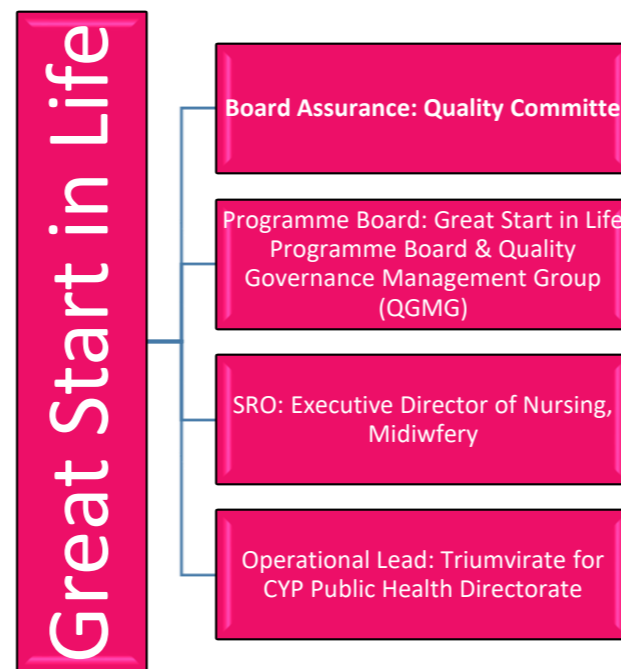 Great Start in Life
Board Assurance: Quality Committe
Programme Board: Great Start in Life
Programme Board & Quality
Governance Management Group
(QGMG)
SRO: Executive Director of Nursing,
Midiwfery
Operational Lead: Triumvirate for
CYP Public Health Directorate